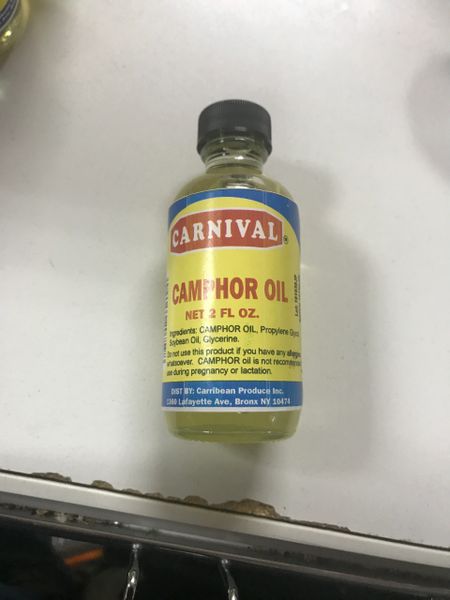 CARNIVAL®
CAMPHOR OIL
NET 2 FL OZ.
Ingredients: CAMPHOR OIL, Propylene Glycol,
Soybean Oil, Glycerine.
Do not use this product if you have any allergies
whatsoever. CAMPHOR oil is not recommended
use during pregnancy or lactation.
DIST BY: Carribean Produce Inc.
Lafayette Ave, Bronx NY 10474